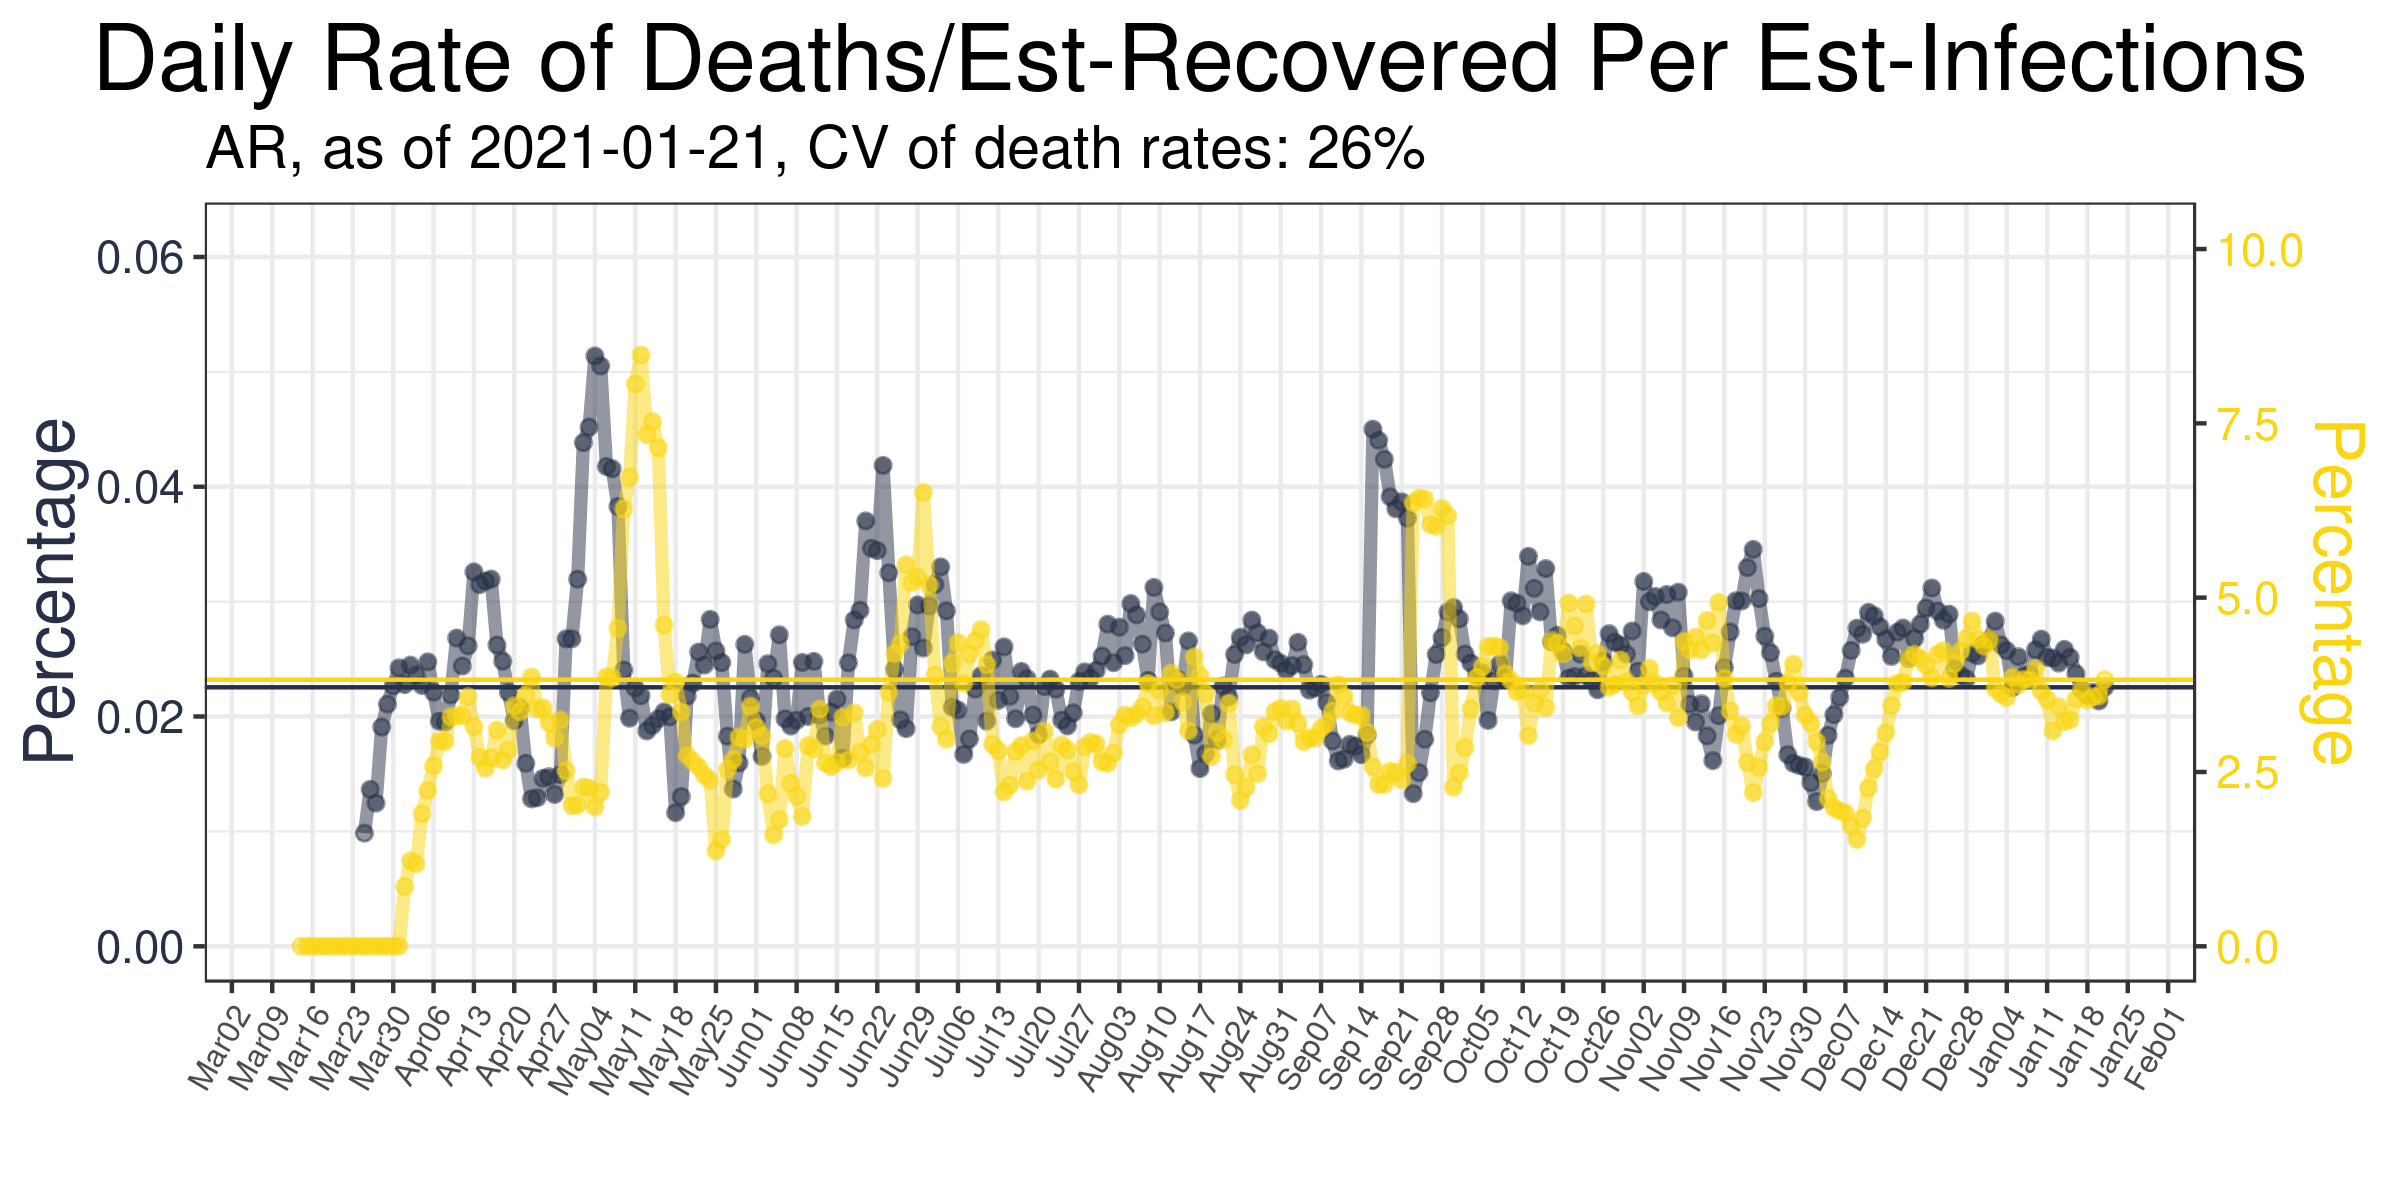 Daily Rate of Deaths/Est-Recovered Per Est-Infections
AR, as of 2021-01-21, CV of death rates: 26%
Percentage
0.06
0.04
0.02
0.00
10.0
7.5
5.0
2.5
0.0
Percentage
Mar02
Mar09
Mar16
Mar23
Mar30
Apr06
Apr13
Apr20
Apr27
May04
May11
May18
May25
Jun01
Jun08
Jun15
Jun22
Jun29
Jul06
Jul13
Jul20
Jul27
Aug03
Aug10
Aug17
Aug24
Aug31
Sep07
Sep14
Sep21
Sep28
Oct05
Oct12
Oct19
Oct26
Nov02
Nov09
Nov16
Nov23
Nov30
Dec07
Dec14
Dec21
Dec28
Jan04
Jan11
Jan18
Jan25
Feb01